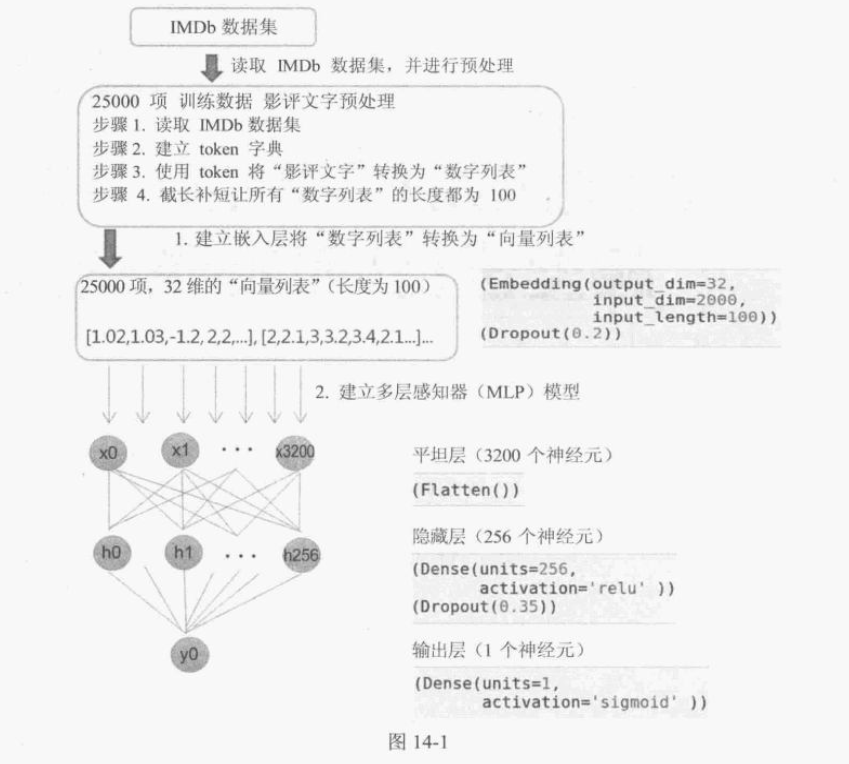 IMDb 数据集
读取 IMDb 数据集，并进行预处理
25000 项 训练数据 影评文字预处理
步骤 1. 读取 IMDb 数据集
步骤 2. 建立 token 字典
步骤 3. 使用 token 将“影评文字”转换为“数字列表”
步骤 4. 截长补短让所有“数字列表”的长度都为 100
1. 建立嵌入层将“数字列表”转换为“向量列表”
25000 项，32 维的“向量列表”（长度为 100）
[1.02,1.03,-1.2,2,2,...], [2,2.1,3,3.2,3.4,2.1...]...
(Embedding(output_dim=32,
input_dim=2000,
input_length=100))
(Dropout(0.2))
2. 建立多层感知器（MLP）模型
x0 x1 ··· x3200
平坦层（3200 个神经元）
(Flatten())
h0 h1 ··· h256
隐藏层（256 个神经元）
(Dense(units=256,
activation='relu' ))
(Dropout(0.35))
y0
输出层（1 个神经元）
(Dense(units=1,
activation='sigmoid' ))
图 14-1